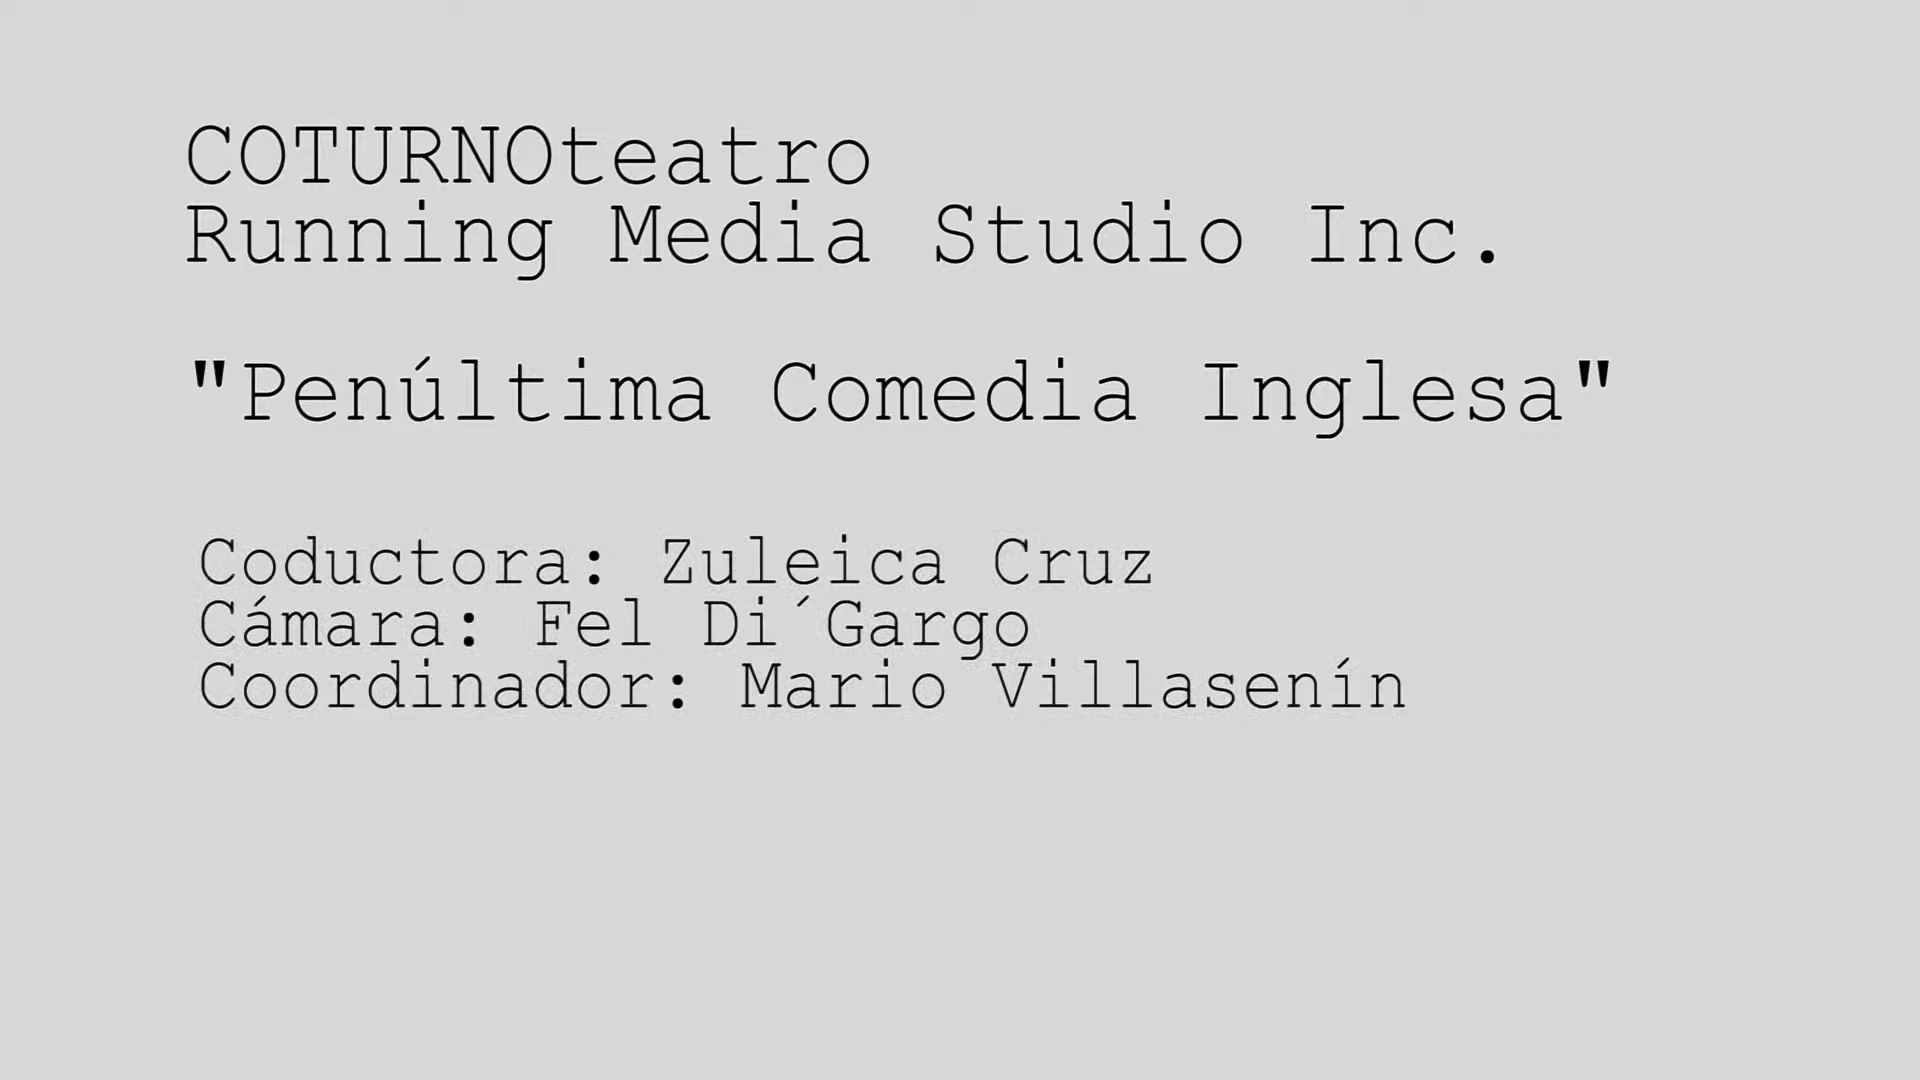 COTURNOteatro
Running Media Studio Inc.
"Penúltima Comedia Inglesa"
Coductora: Zuleica Cruz
Cámara: Fel Di´Gargo
Coordinador: Mario Villasenín